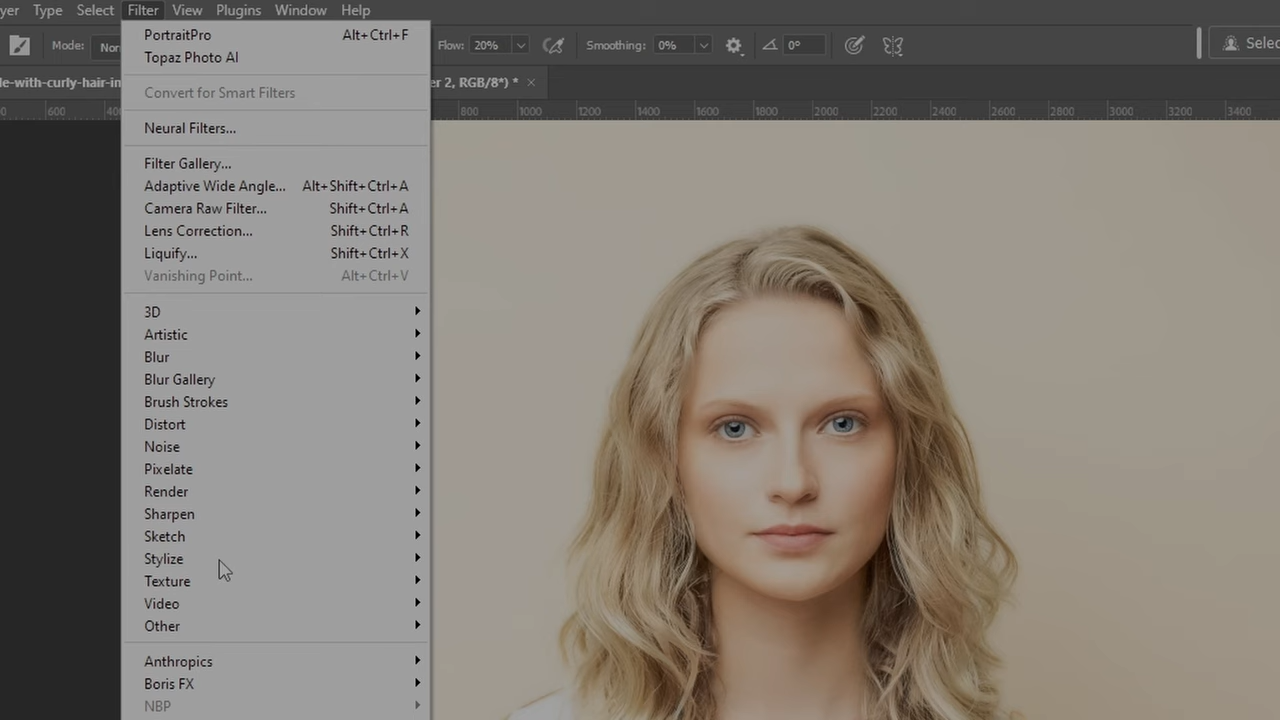 yer Type Select Filter View Plugins Window Help
Mode: Nor Flow: 20% Smoothing: 0% 0° Selec
le-with-curly-hair-in er 2, RGB/8*) * ×
600 400 800 1000 1200 1400 1600 1800 2000 2200 2400 2600 2800 3000 3200 3400
PortraitPro Alt+Ctrl+F
Topaz Photo AI
Convert for Smart Filters
Neural Filters...
Filter Gallery...
Adaptive Wide Angle... Alt+Shift+Ctrl+A
Camera Raw Filter... Shift+Ctrl+A
Lens Correction... Shift+Ctrl+R
Liquify... Shift+Ctrl+X
Vanishing Point... Alt+Ctrl+V
3D
Artistic
Blur
Blur Gallery
Brush Strokes
Distort
Noise
Pixelate
Render
Sharpen
Sketch
Stylize
Texture
Video
Other
Anthropics
Boris FX
NBP